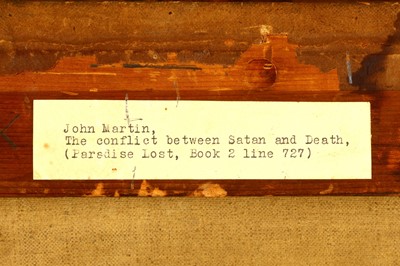 John Martin,
The conflict between Satan and Death,
(Paradise lost, Book 2 line 727)